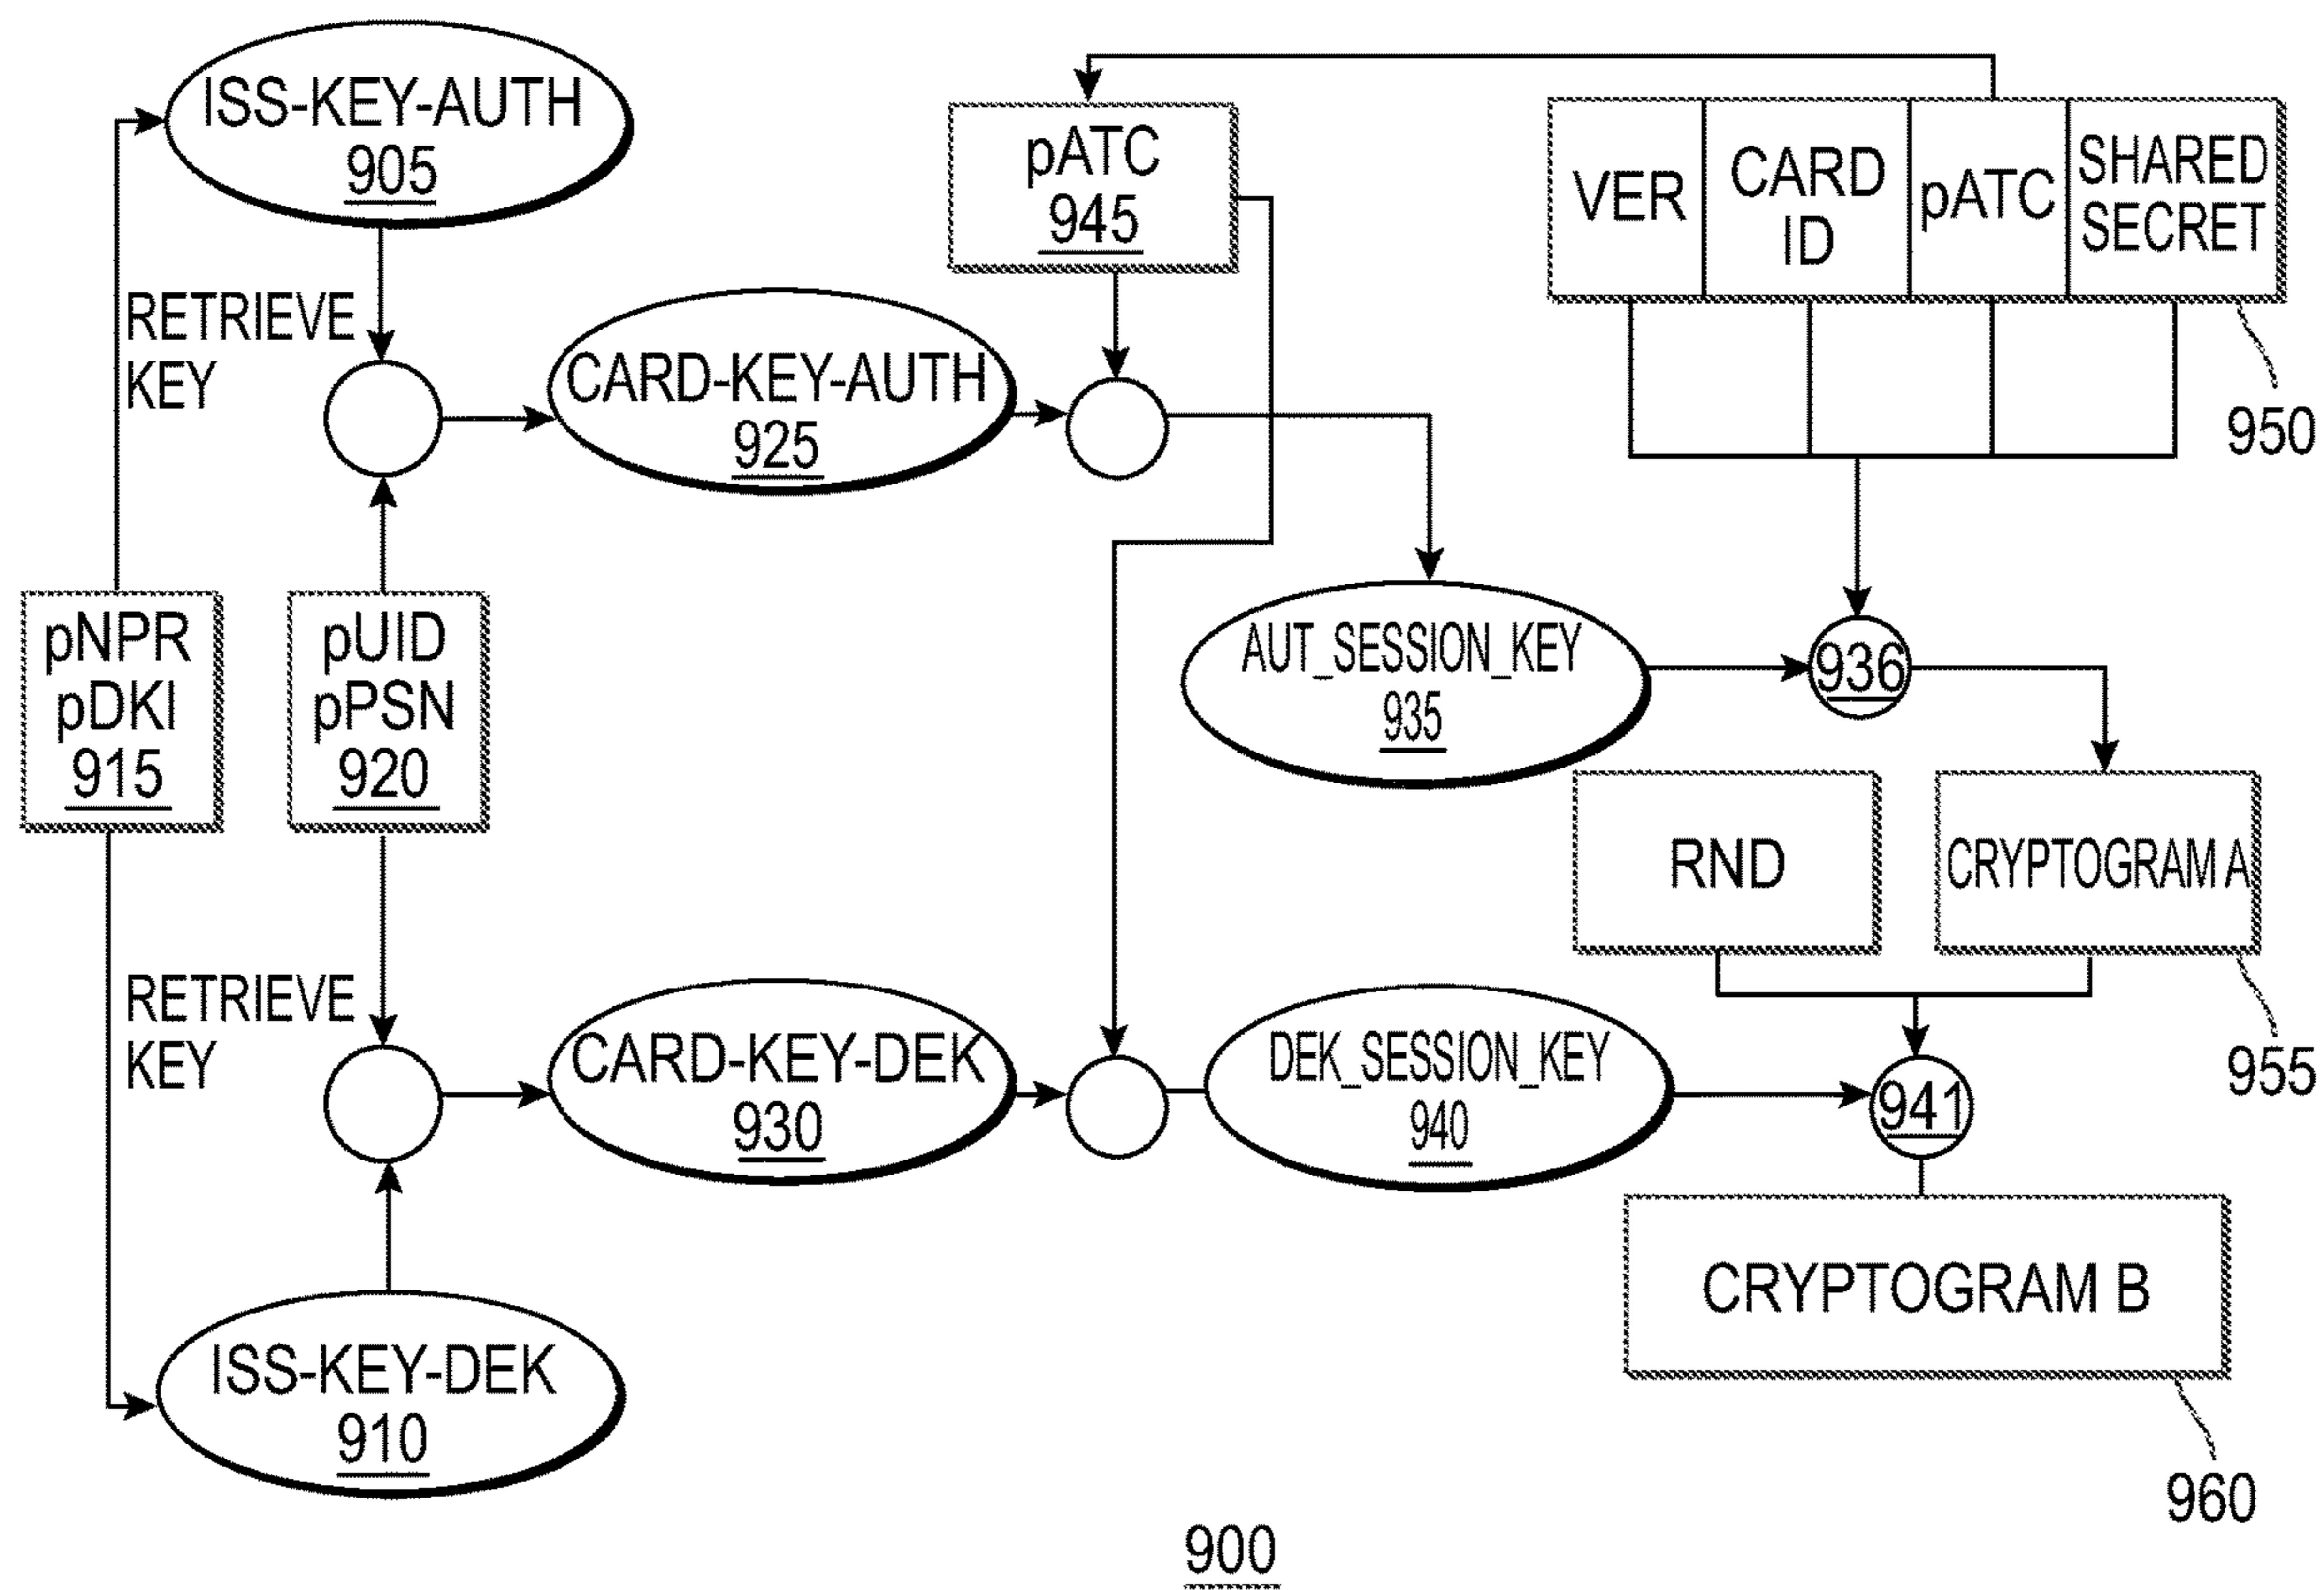 ISS-KEY-AUTH
905
pATC
945
VER
CARD
ID
pATC
SHARED
SECRET
950
RETRIEVE
KEY
CARD-KEY-AUTH
925
pNPR
pDKI
915
pUID
pPSN
920
AUT_SESSION_KEY
935
936
RND
CRYPTOGRAM A
955
RETRIEVE
KEY
CARD-KEY-DEK
930
DEK_SESSION_KEY
940
941
CRYPTOGRAM B
960
ISS-KEY-DEK
910
900